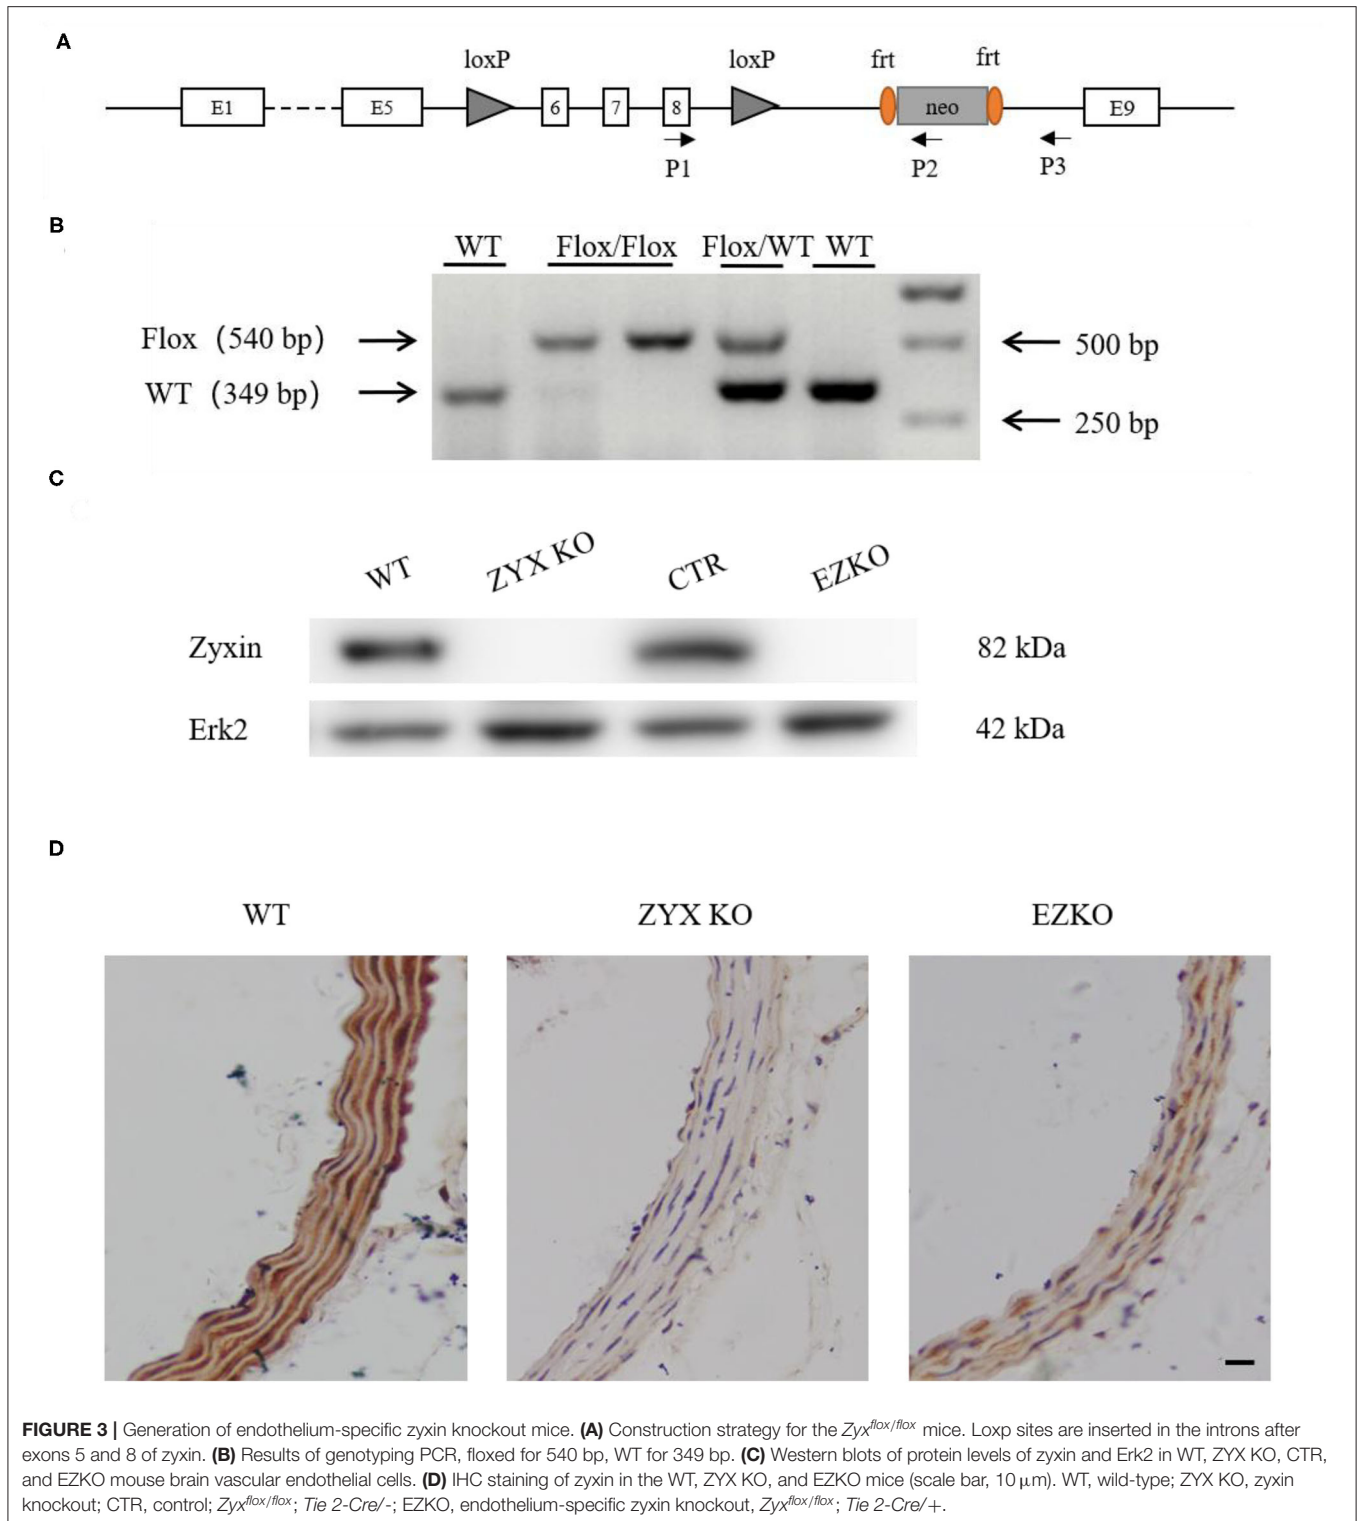 A
loxP loxP frt frt
E1 E5 6 7 8 neo E9
P1 P2 P3
B
WT Flox/Flox Flox/WT WT
Flox (540 bp) 500 bp
WT (349 bp) 250 bp
C
WT ZYX KO CTR EZKO
Zyxin 82 kDa
Erk2 42 kDa
D
WT ZYX KO EZKO
FIGURE 3 | Generation of endothelium-specific zyxin knockout mice. (A) Construction strategy for the Zyxflox/flox mice. Loxp sites are inserted in the introns after
exons 5 and 8 of zyxin. (B) Results of genotyping PCR, floxed for 540 bp, WT for 349 bp. (C) Western blots of protein levels of zyxin and Erk2 in WT, ZYX KO, CTR,
and EZKO mouse brain vascular endothelial cells. (D) IHC staining of zyxin in the WT, ZYX KO, and EZKO mice (scale bar, 10 μm). WT, wild-type; ZYX KO, zyxin
knockout; CTR, control; Zyxflox/flox; Tie 2-Cre/-; EZKO, endothelium-specific zyxin knockout, Zyxflox/flox; Tie 2-Cre/+.